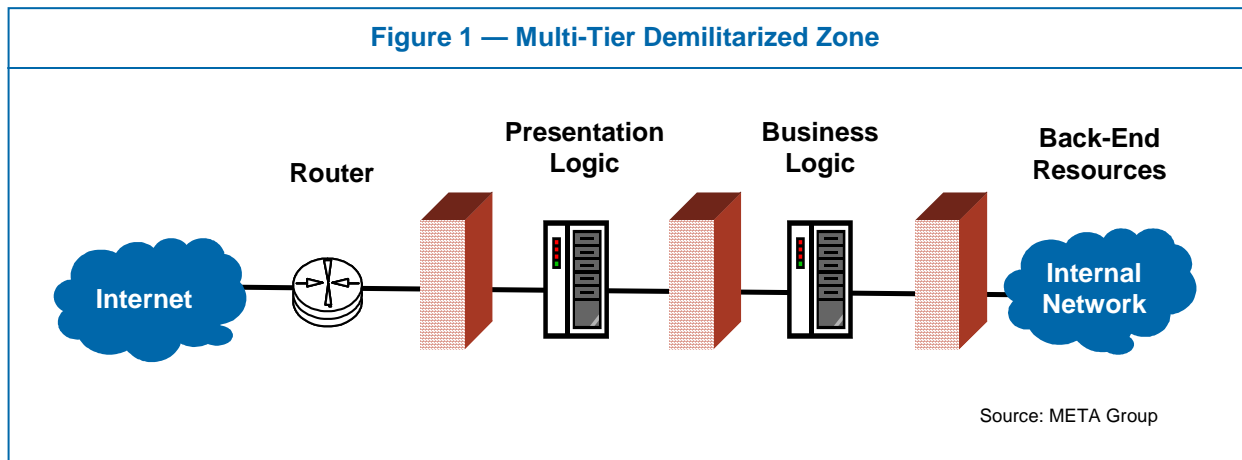 Figure 1 — Multi-Tier Demilitarized Zone
Router
Presentation
Logic
Business
Logic
Back-End
Resources
Internet
Internal
Network
Source: META Group